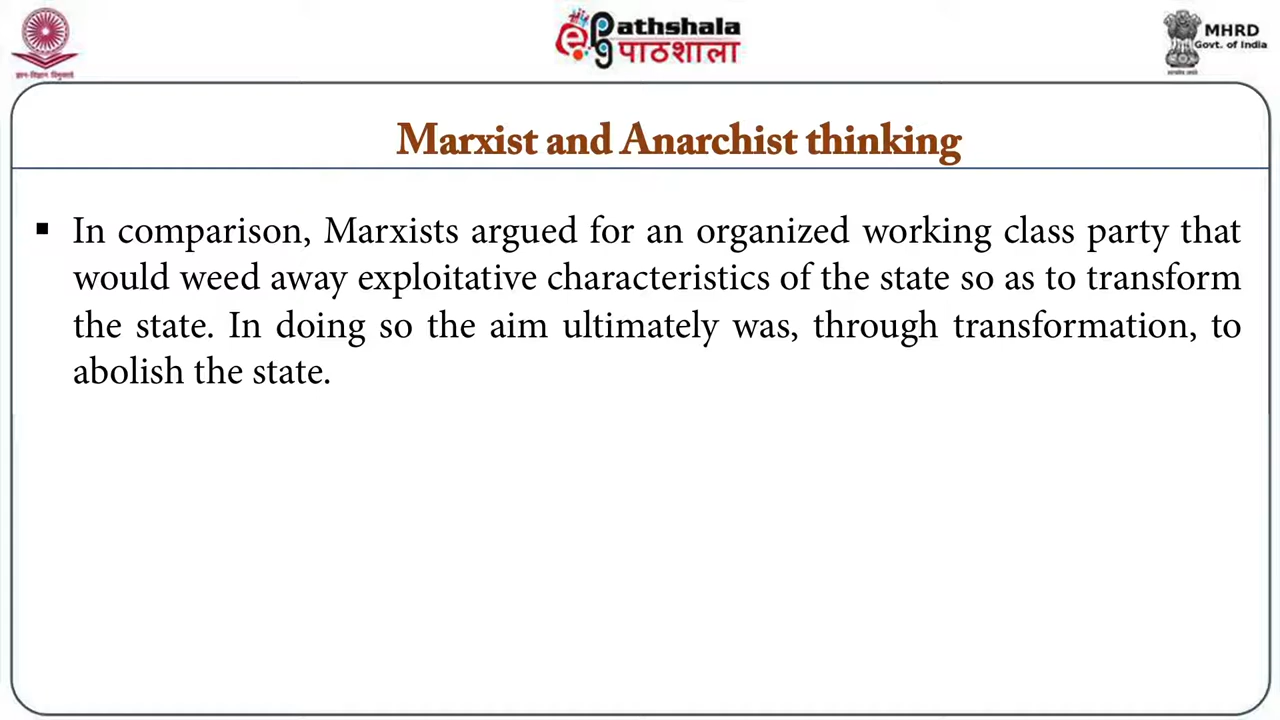 ePathshala
पाठशाला
MHRD
Govt. of India
ज्ञान-विज्ञान विमुक्तये
Marxist and Anarchist thinking
▪ In comparison, Marxists argued for an organized working class party that
would weed away exploitative characteristics of the state so as to transform
the state. In doing so the aim ultimately was, through transformation, to
abolish the state.